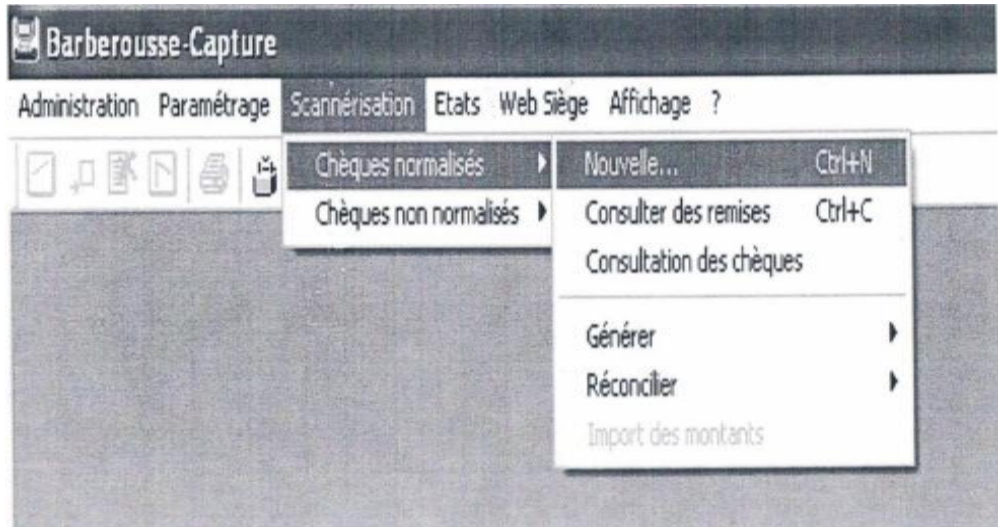 Barberousse-Capture
Administration Paramétrage Scannérisation Etats Web Siège Affichage ?
Chèques normalisés
Chèques non normalisés
Nouvelle... Ctrl+N
Consulter des remises Ctrl+C
Consultation des chèques
Générer
Réconcilier
Import des montants